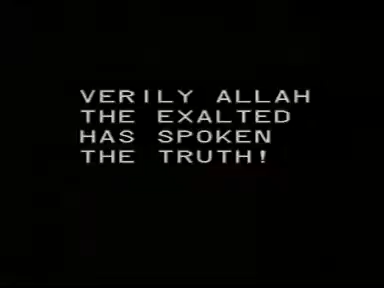 VERILY ALLAH
THE EXALTED
HAS SPOKEN
THE TRUTH!